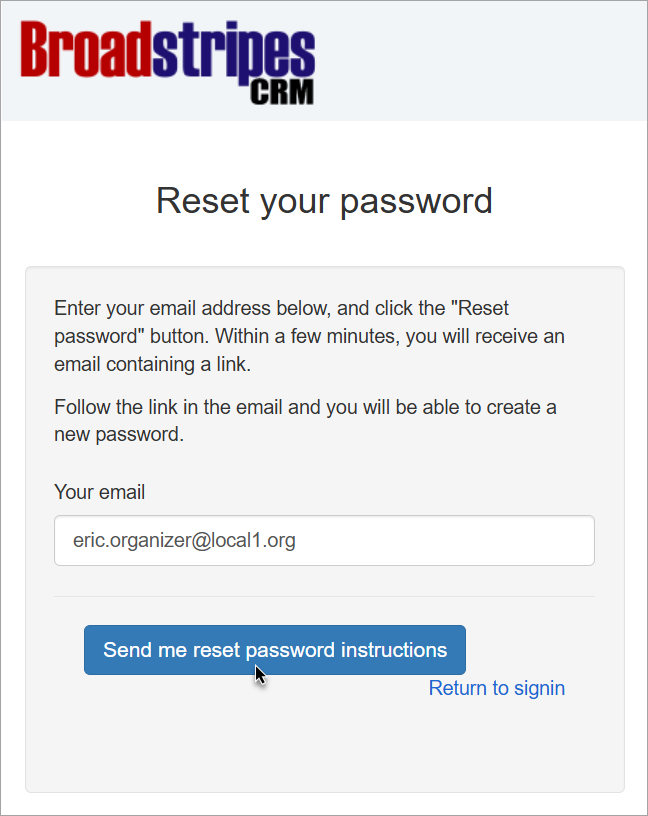 Broadstripes
CRM
Reset your password
Enter your email address below, and click the "Reset
password" button. Within a few minutes, you will receive an
email containing a link.
Follow the link in the email and you will be able to create a
new password.
Your email
eric.organizer@local1.org
Send me reset password instructions
Return to signin